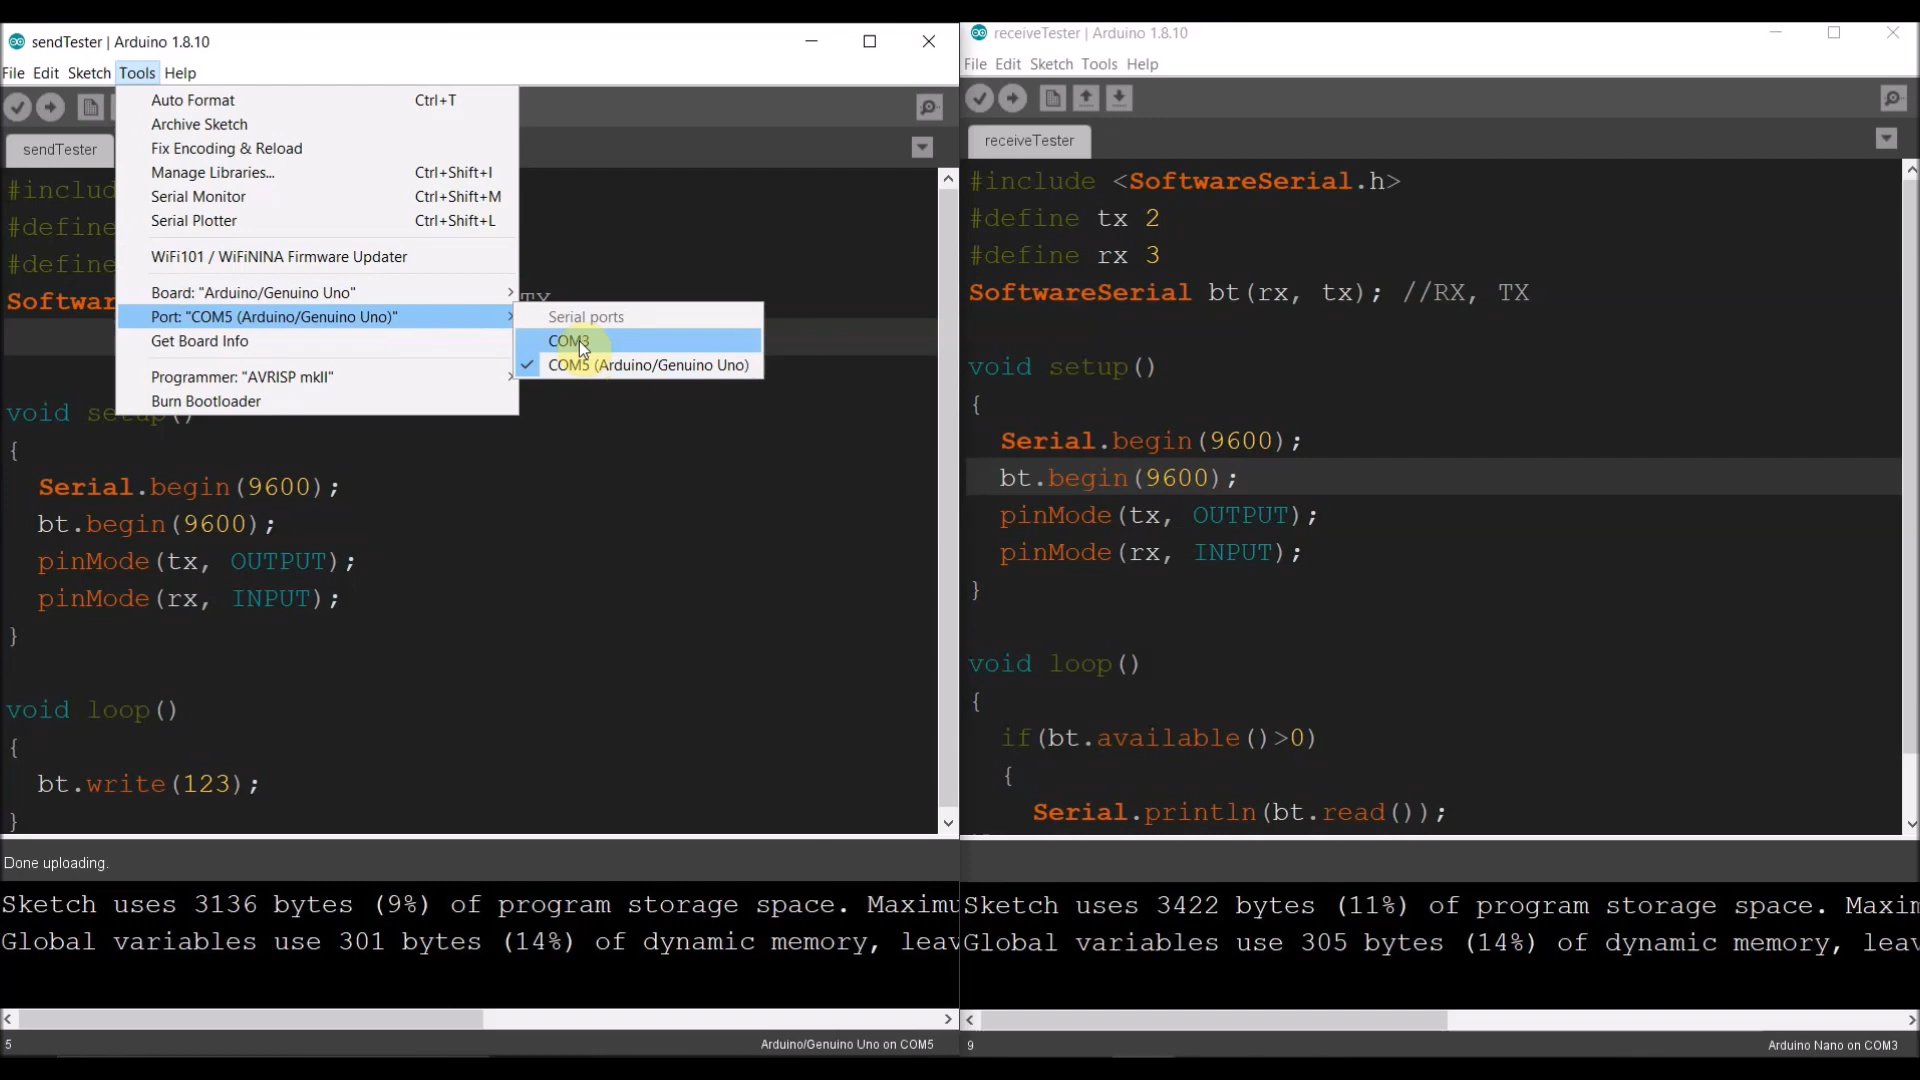 sendTester | Arduino 1.8.10
File Edit Sketch Tools Help
Auto Format Ctrl+T
Archive Sketch
Fix Encoding & Reload
Manage Libraries... Ctrl+Shift+I
Serial Monitor Ctrl+Shift+M
Serial Plotter Ctrl+Shift+L
WiFi101 / WiFiNINA Firmware Updater
Board: "Arduino/Genuino Uno"
Port: "COM5 (Arduino/Genuino Uno)"
Get Board Info
Programmer: "AVRISP mkII"
Burn Bootloader
Serial ports
COM3
COM5 (Arduino/Genuino Uno)
sendTester
#includ
#define
#define
Softwar
TX
void setup()
{
Serial.begin(9600);
bt.begin(9600);
pinMode(tx, OUTPUT);
pinMode(rx, INPUT);
}
void loop()
{
bt.write(123);
}
Done uploading.
Sketch uses 3136 bytes (9%) of program storage space. Maximu
Global variables use 301 bytes (14%) of dynamic memory, leav
5
Arduino/Genuino Uno on COM5
receiveTester | Arduino 1.8.10
File Edit Sketch Tools Help
receiveTester
#include <SoftwareSerial.h>
#define tx 2
#define rx 3
SoftwareSerial bt(rx, tx); //RX, TX
void setup()
{
Serial.begin(9600);
bt.begin(9600);
pinMode(tx, OUTPUT);
pinMode(rx, INPUT);
}
void loop()
{
if(bt.available()>0)
{
Serial.println(bt.read());
Sketch uses 3422 bytes (11%) of program storage space. Maxim
Global variables use 305 bytes (14%) of dynamic memory, leav
9
Arduino Nano on COM3